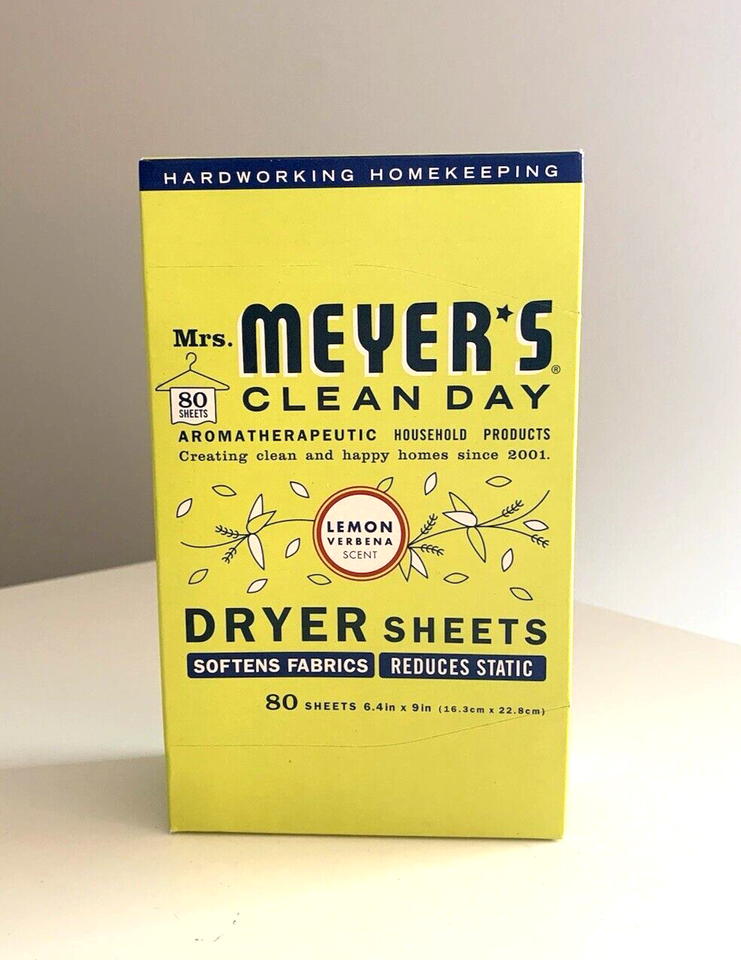 HARDWORKING HOMEKEEPING
Mrs. MEYER'S®
CLEAN DAY
80
SHEETS
AROMATHERAPEUTIC HOUSEHOLD PRODUCTS
Creating clean and happy homes since 2001.
LEMON
VERBENA
SCENT
DRYER SHEETS
SOFTENS FABRICS REDUCES STATIC
80 SHEETS 6.4in x 9in (16.3cm x 22.8cm)